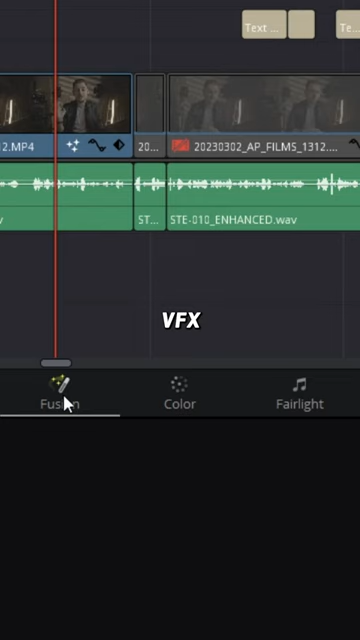 Text ...
Te...
2.MP4
20...
20230302_AP_FILMS_1312....
v
ST...
STE-010_ENHANCED.wav
VFX
Fusion
Color
Fairlight